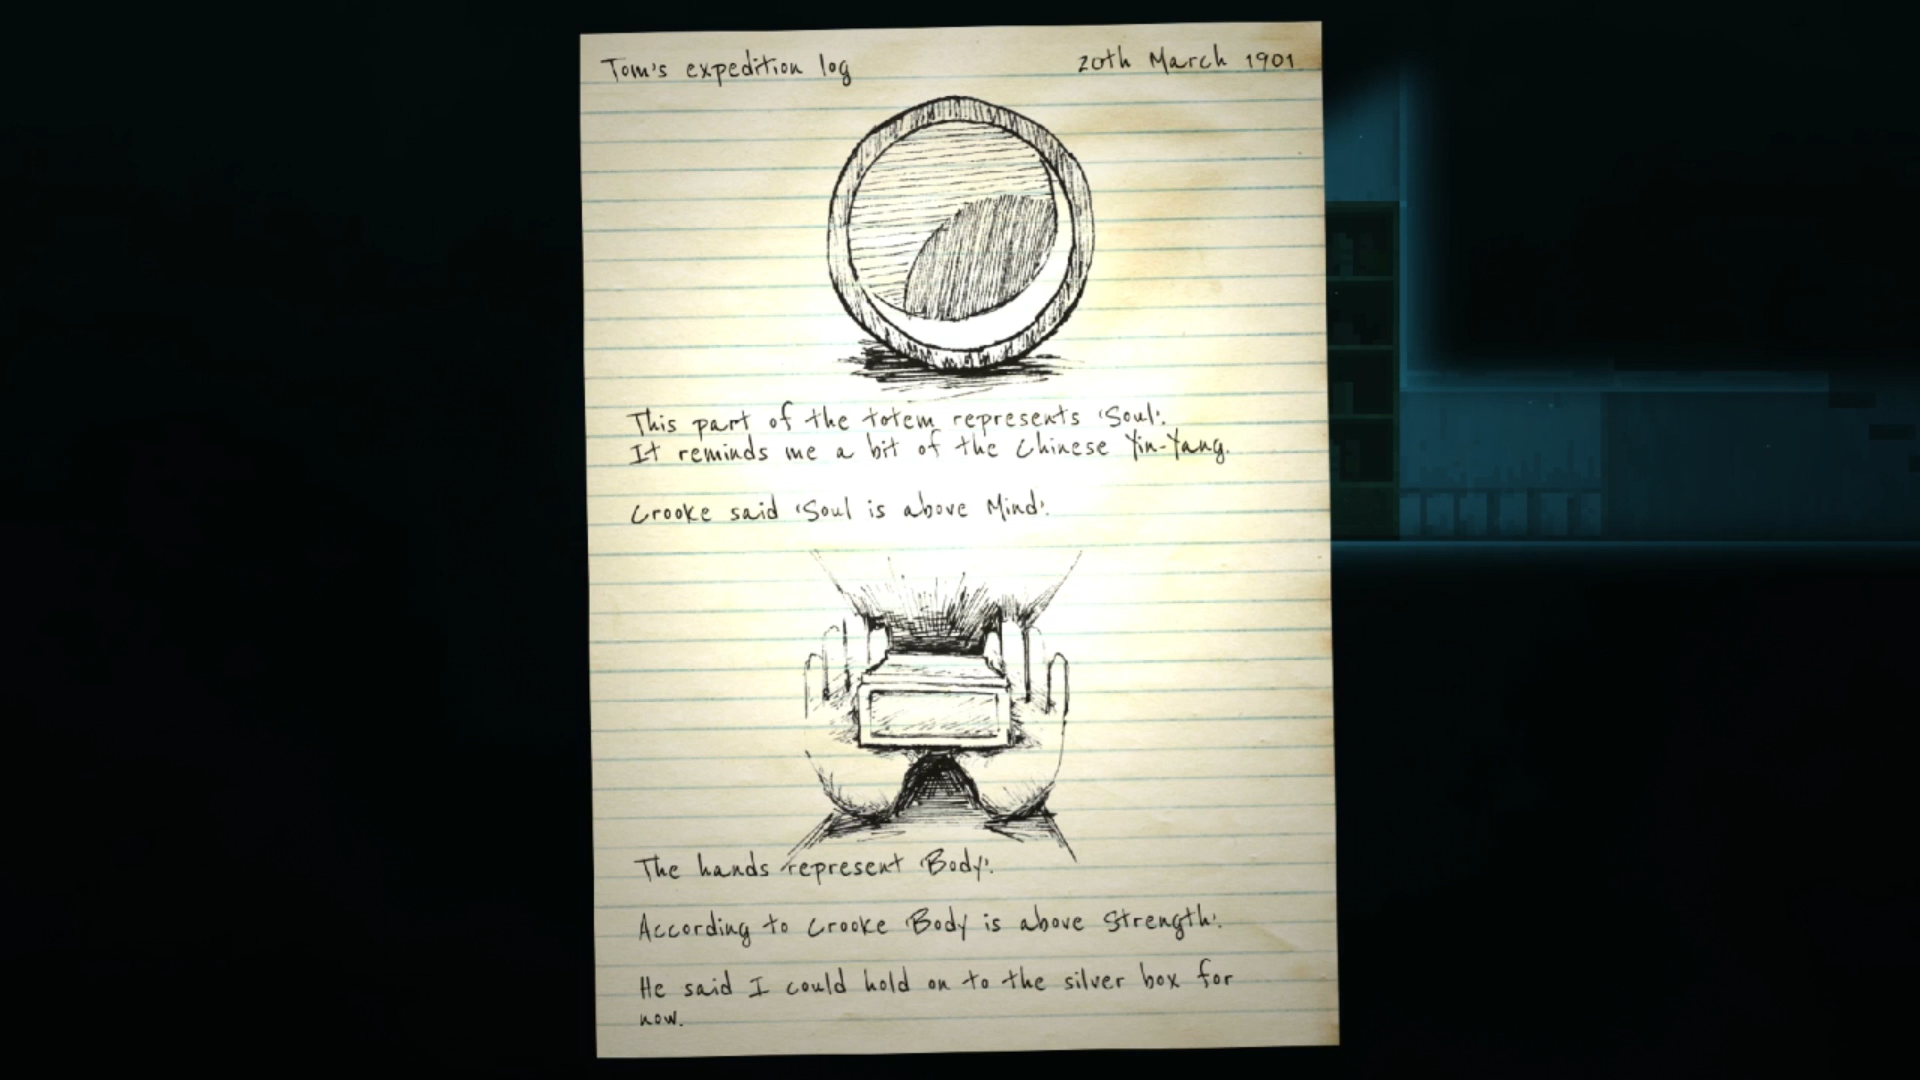 Tom's expedition log
20th March 1901
This part of the totem represents 'Soul'.
It reminds me a bit of the Chinese Yin-Yang.
Crooke said 'Soul is above Mind'.
The hands represent 'Body'.
According to Crooke 'Body is above Strength'.
He said I could hold on to the silver box for
now.